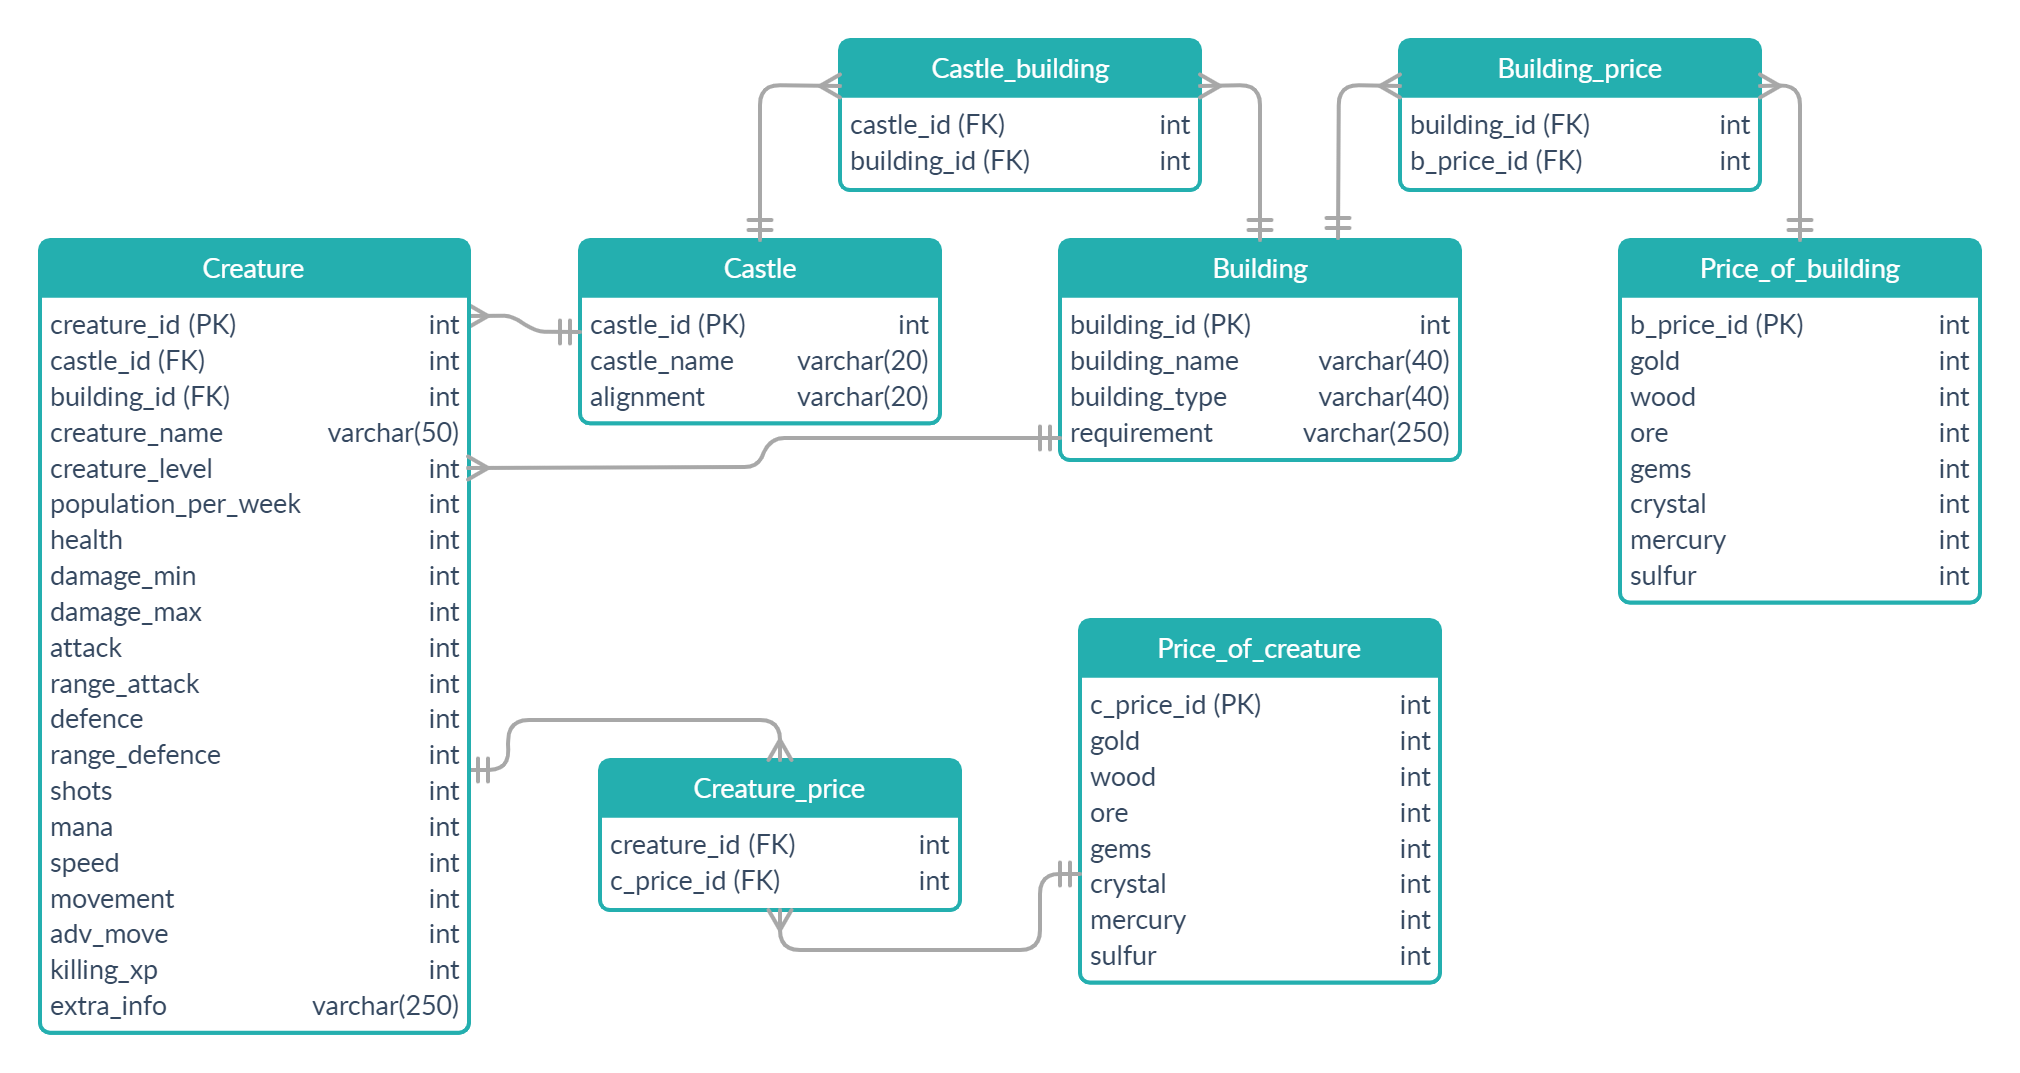 Castle_building
castle_id (FK) int
building_id (FK) int
Building_price
building_id (FK) int
b_price_id (FK) int
Creature
creature_id (PK) int
castle_id (FK) int
building_id (FK) int
creature_name varchar(50)
creature_level int
population_per_week int
health int
damage_min int
damage_max int
attack int
range_attack int
defence int
range_defence int
shots int
mana int
speed int
movement int
adv_move int
killing_xp int
extra_info varchar(250)
Castle
castle_id (PK) int
castle_name varchar(20)
alignment varchar(20)
Building
building_id (PK) int
building_name varchar(40)
building_type varchar(40)
requirement varchar(250)
Price_of_building
b_price_id (PK) int
gold int
wood int
ore int
gems int
crystal int
mercury int
sulfur int
Creature_price
creature_id (FK) int
c_price_id (FK) int
Price_of_creature
c_price_id (PK) int
gold int
wood int
ore int
gems int
crystal int
mercury int
sulfur int